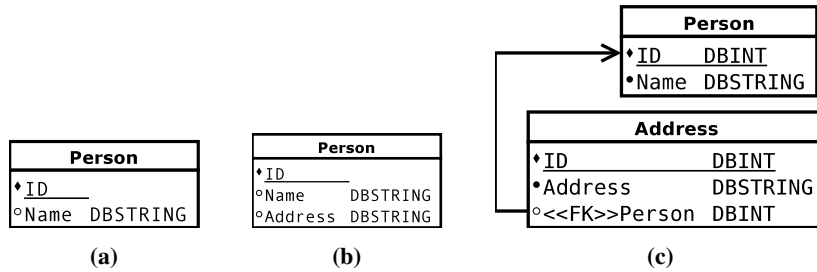 Person
ID
Name DBSTRING
(a)
Person
ID
Name DBSTRING
Address DBSTRING
(b)
Person
ID DBINT
Name DBSTRING
Address
ID DBINT
Address DBSTRING
<<FK>>Person DBINT
(c)